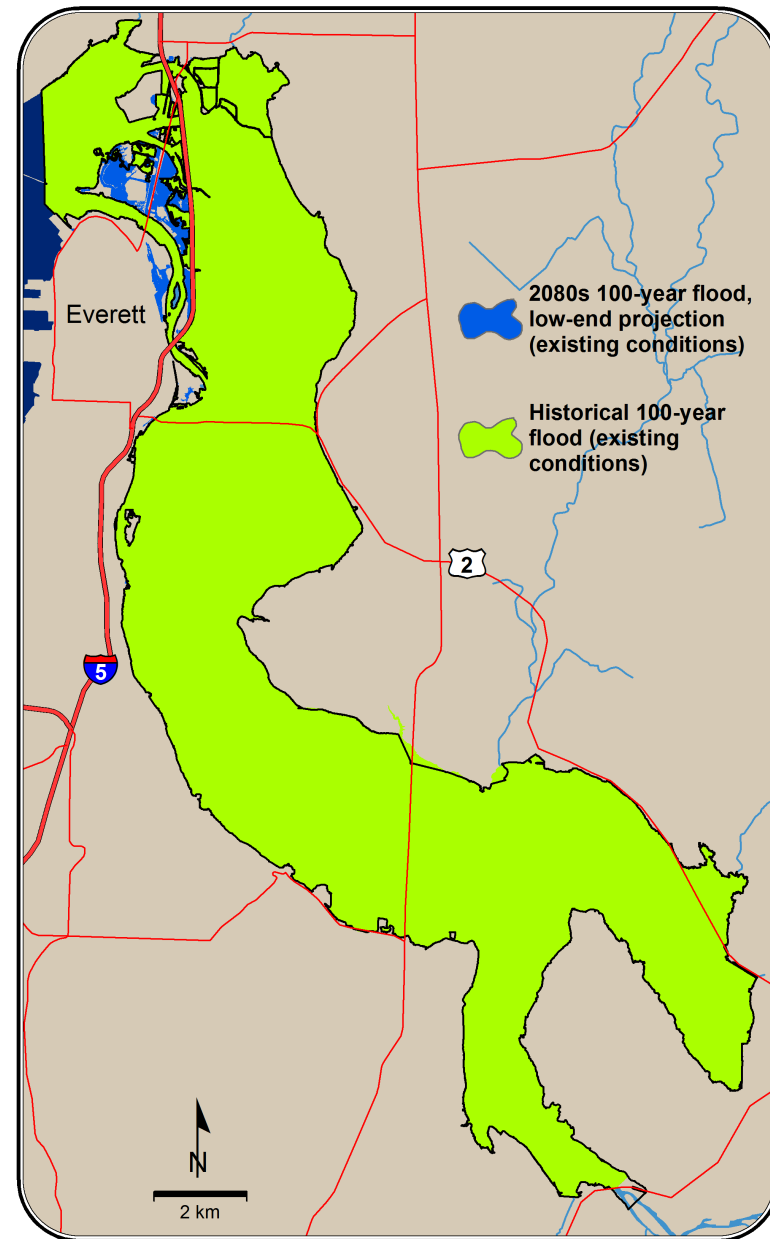 Everett
2080s 100-year flood,
low-end projection
(existing conditions)
Historical 100-year
flood (existing
conditions)
2
5
N
2 km